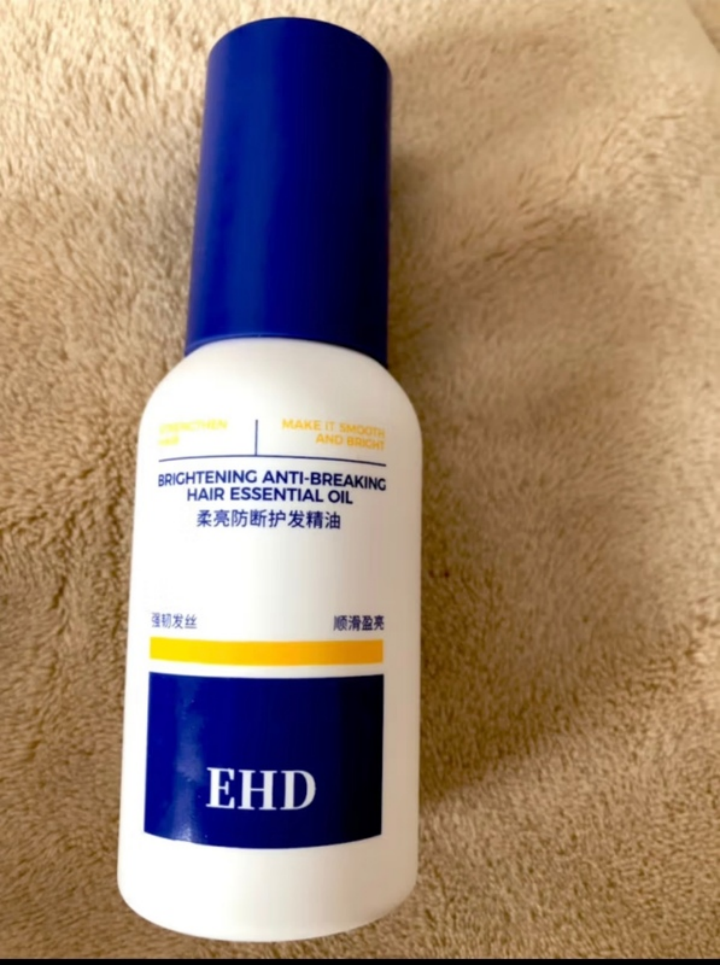 STRENGTHEN
HAIR
MAKE IT SMOOTH
AND BRIGHT
BRIGHTENING ANTI-BREAKING
HAIR ESSENTIAL OIL
柔亮防断护发精油
强韧发丝
顺滑盈亮
EHD